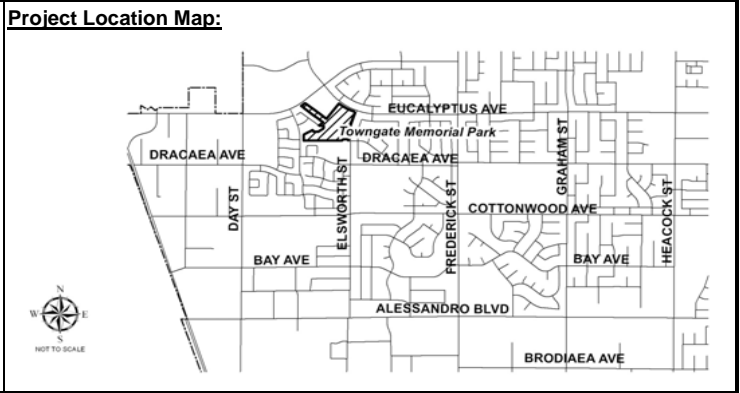 Project Location Map:
EUCALYPTUS AVE
Towngate Memorial Park
DRACAEA AVE
DRACAEA AVE
GRAHAM ST
DAY ST
ELSWORTH ST
FREDERICK ST
HEACOCK ST
COTTONWOOD AVE
BAY AVE
BAY AVE
ALESSANDRO BLVD
BRODIAEA AVE
N
W E
S
NOT TO SCALE